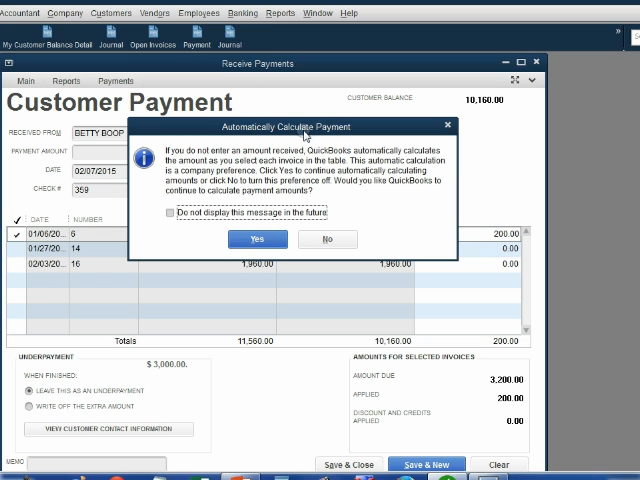 Accountant Company Customers Vendors Employees Banking Reports Window Help
My Customer Balance Detail Journal Open Invoices Payment Journal
Receive Payments
Main Reports Payments
Customer Payment
CUSTOMER BALANCE 10,160.00
RECEIVED FROM BETTY BOOP
PAYMENT AMOUNT
DATE 02/07/2015
CHECK # 359
Automatically Calculate Payment
If you do not enter an amount received, QuickBooks automatically calculates
the amount as you select each invoice in the table. This automatic calculation
is a company preference. Click Yes to continue automatically calculating
amounts or click No to turn this preference off. Would you like QuickBooks to
continue to calculate payment amounts?
Do not display this message in the future
Yes No
DATE NUMBER
01/06/20... 6 200.00
01/27/20... 14 0.00
02/03/20... 16 1,960.00 1,960.00 0.00
Totals 11,560.00 10,160.00 200.00
UNDERPAYMENT
$ 3,000.00.
WHEN FINISHED:
LEAVE THIS AS AN UNDERPAYMENT
WRITE OFF THE EXTRA AMOUNT
VIEW CUSTOMER CONTACT INFORMATION
AMOUNTS FOR SELECTED INVOICES
AMOUNT DUE 3,200.00
APPLIED 200.00
DISCOUNT AND CREDITS
APPLIED 0.00
MEMO
Save & Close Save & New Clear